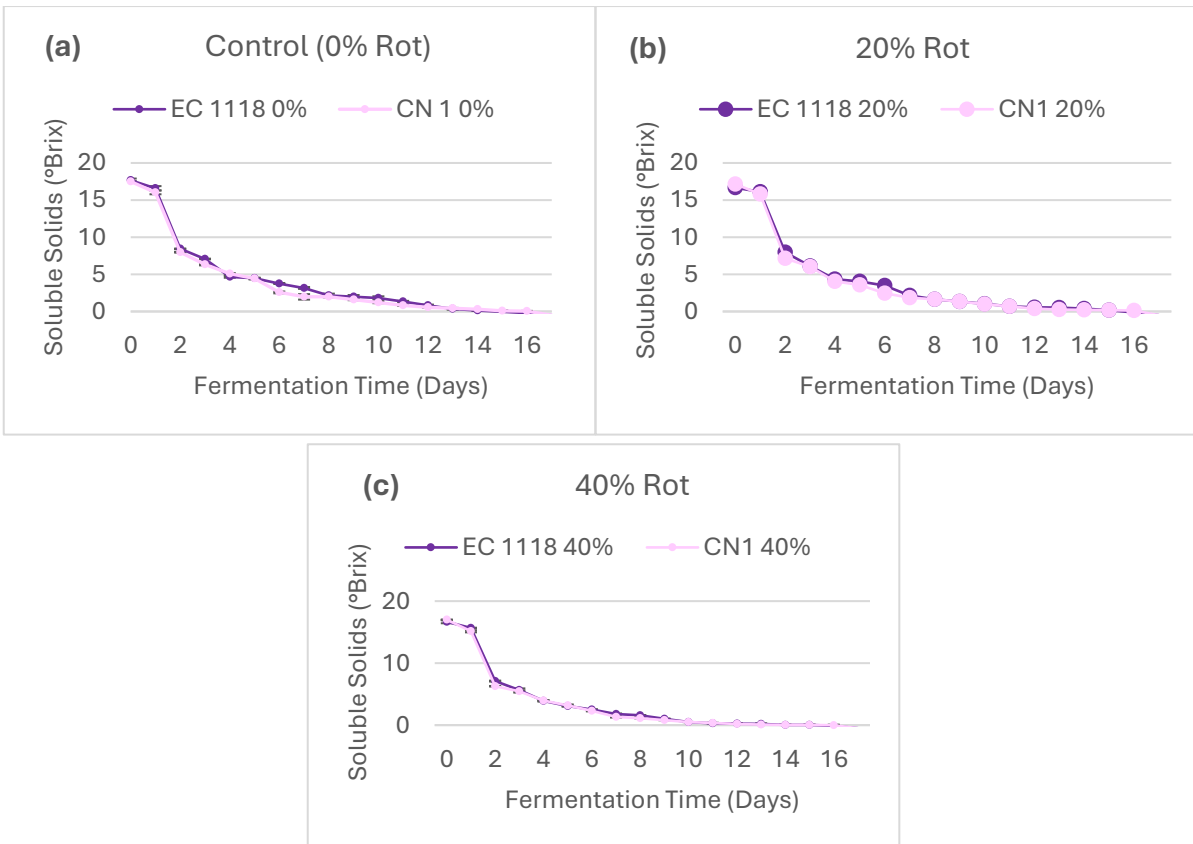 (a) Control (0% Rot)
EC 1118 0% CN 1 0%
Soluble Solids (ºBrix)
20
15
10
5
0
0 2 4 6 8 10 12 14 16
Fermentation Time (Days)
(b) 20% Rot
EC 1118 20% CN1 20%
Soluble Solids (ºBrix)
20
15
10
5
0
0 2 4 6 8 10 12 14 16
Fermentation Time (Days)
(c) 40% Rot
EC 1118 40% CN1 40%
Soluble Solids (ºBrix)
20
10
0
0 2 4 6 8 10 12 14 16
Fermentation Time (Days)